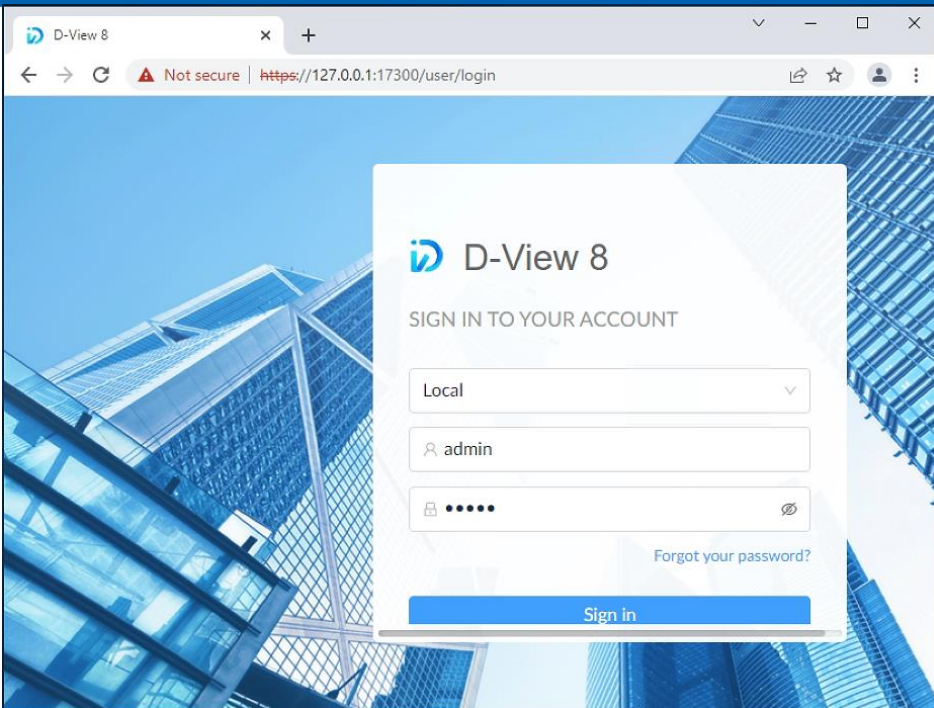 D-View 8
Not secure https://127.0.0.1:17300/user/login
D-View 8
SIGN IN TO YOUR ACCOUNT
Local
admin
•••••
Forgot your password?
Sign in